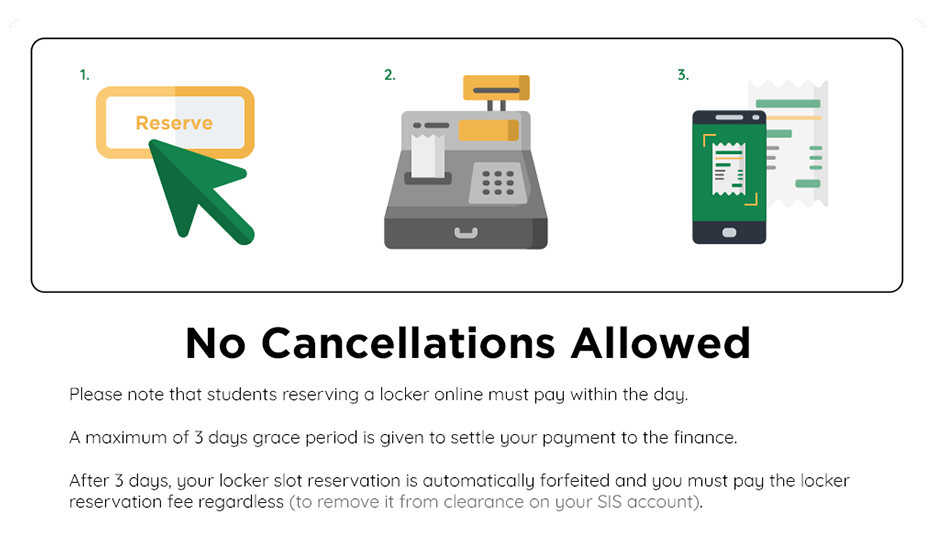 1.
2.
3.
Reserve
No Cancellations Allowed
Please note that students reserving a locker online must pay within the day.
A maximum of 3 days grace period is given to settle your payment to the finance.
After 3 days, your locker slot reservation is automatically forfeited and you must pay the locker
reservation fee regardless (to remove it from clearance on your SIS account).